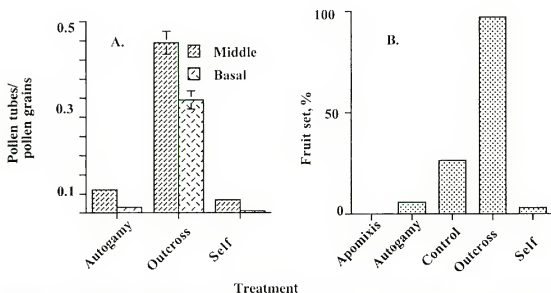 A.
Pollen tubes/
pollen grains
0.5
0.3
0.1
Middle
Basal
Autogamy
Outcross
Self
B.
Fruit set, %
100
50
0
Apomixis
Autogamy
Control
Outcross
Self
Treatment